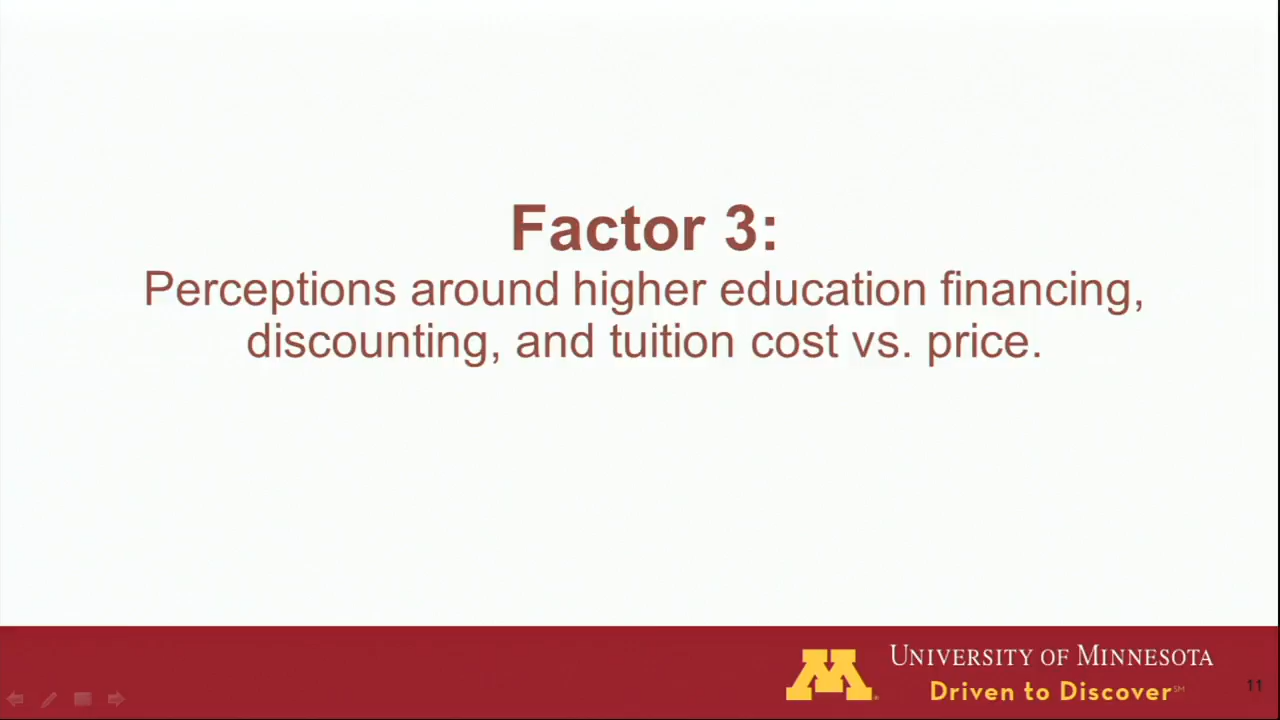 Factor 3:
Perceptions around higher education financing,
discounting, and tuition cost vs. price.
UNIVERSITY OF MINNESOTA
Driven to Discover℠
11